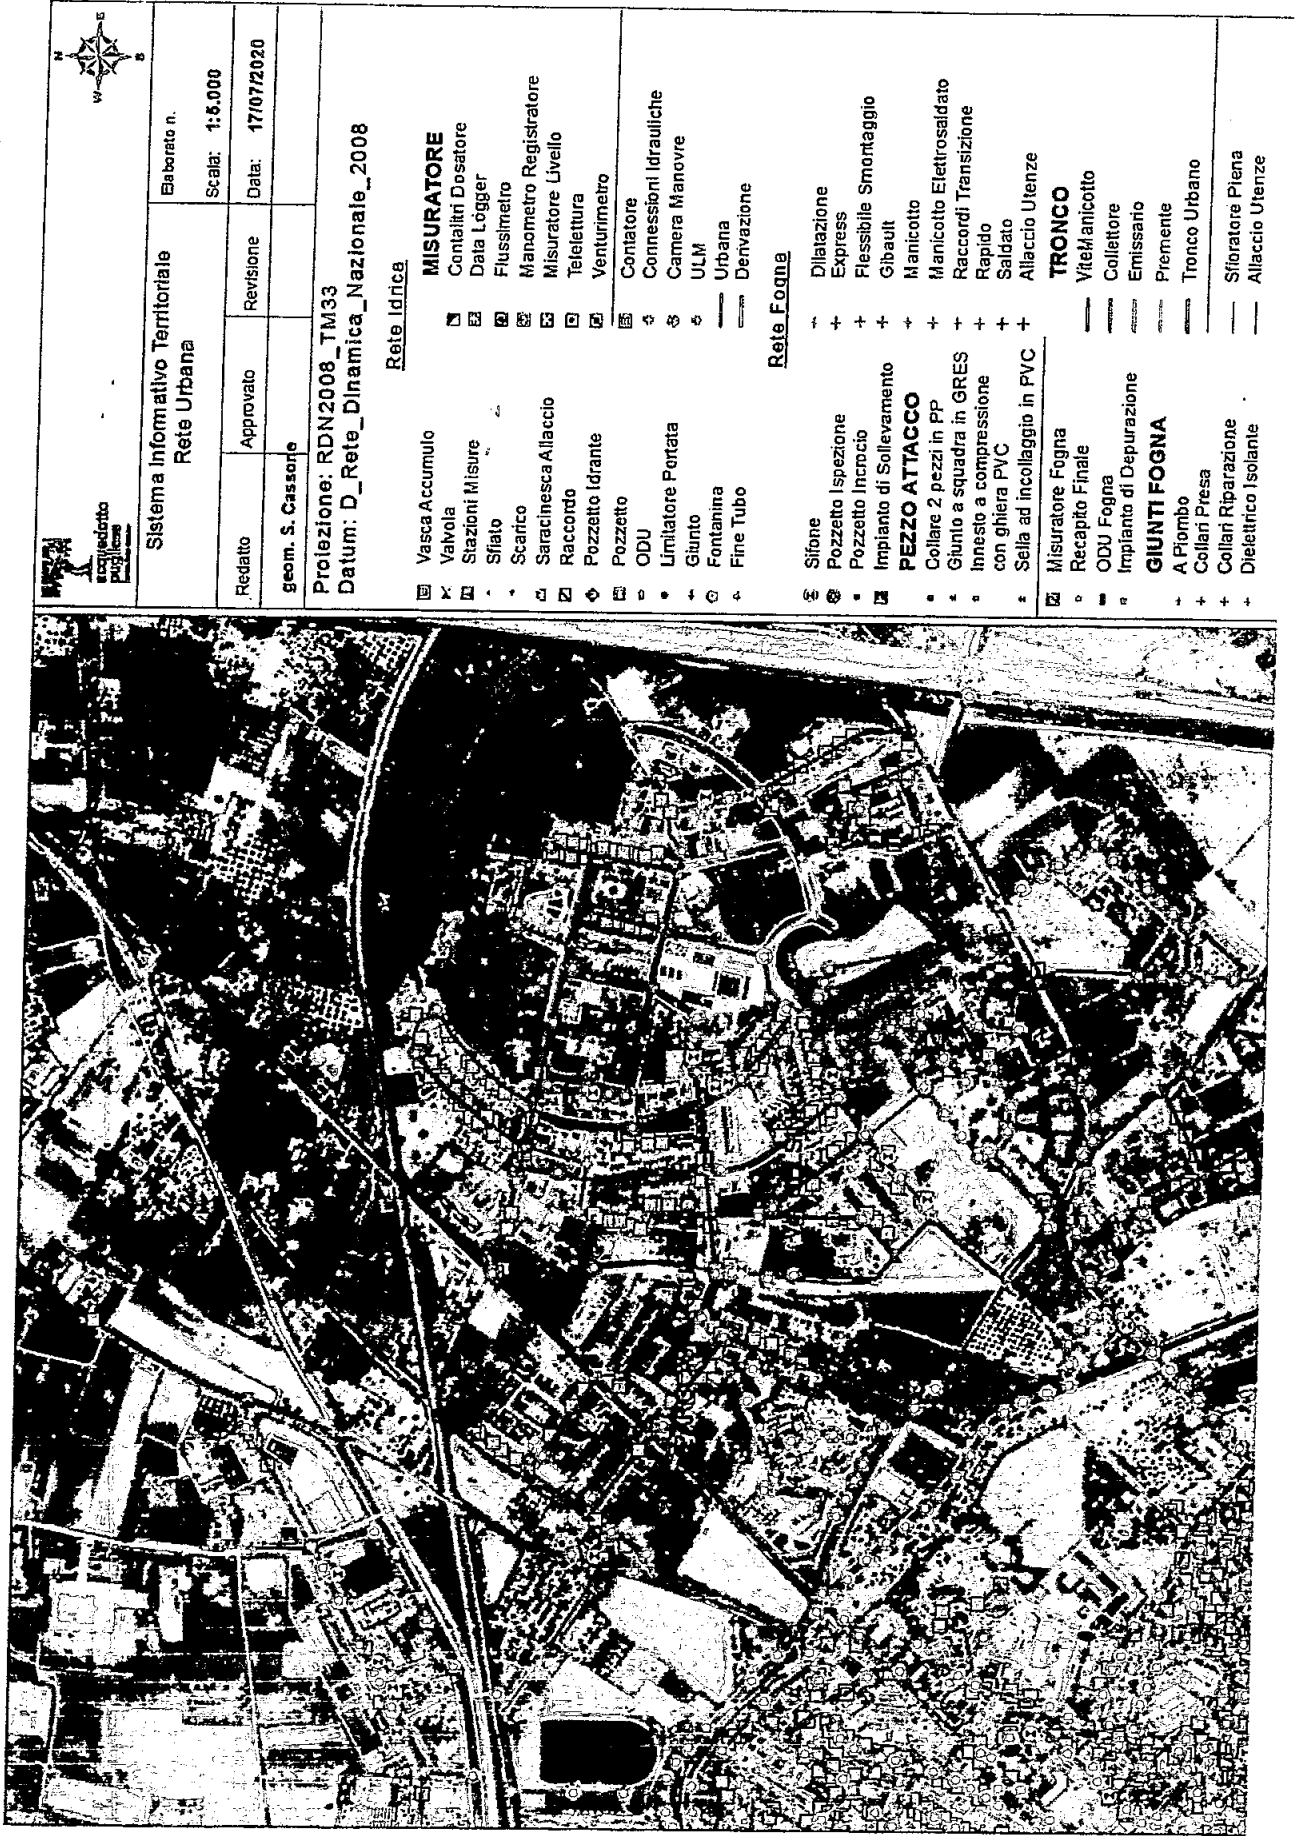 acquedotto
pugliese
Sistema Informativo Territoriale
Rete Urbana
Elaborato n.
Scala: 1:5.000
Redatto
Approvato
Revisione
Data: 17/07/2020
geom. S. Cassone
Proiezione: RDN2008_TM33
Datum: D_Rete_Dinamica_Nazionale_2008
N
E
S
W
Rete Idrica
Vasca Accumulo
Valvola
Stazioni Misure
Sfiato
Scarico
Saracinesca Allaccio
Raccordo
Pozzetto Idrante
Pozzetto
ODU
Limitatore Portata
Giunto
Fontanina
Fine Tubo
MISURATORE
Contalitri Dosatore
Data Logger
Flussimetro
Manometro Registratore
Misuratore Livello
Telelettura
Venturimetro
Contatore
Connessioni Idrauliche
Camera Manovre
ULM
Urbana
Derivazione
Rete Fogna
Sifone
Pozzetto Ispezione
Pozzetto Incrocio
Impianto di Sollevamento
PEZZO ATTACCO
Collare 2 pezzi in PP
Giunto a squadra in GRES
Innesto a compressione
con ghiera PVC
Sella ad incollaggio in PVC
Misuratore Fogna
Recapito Finale
ODU Fogna
Impianto di Depurazione
GIUNTI FOGNA
A Piombo
Collari Presa
Collari Riparazione
Dielettrico Isolante
Dilatazione
Express
Flessibile Smontaggio
Gibault
Manicotto
Manicotto Elettrosaldato
Raccordi Transizione
Rapido
Saldato
Allaccio Utenze
TRONCO
ViteManicotto
Collettore
Emissario
Premente
Tronco Urbano
Sfioratore Piena
Allaccio Utenze